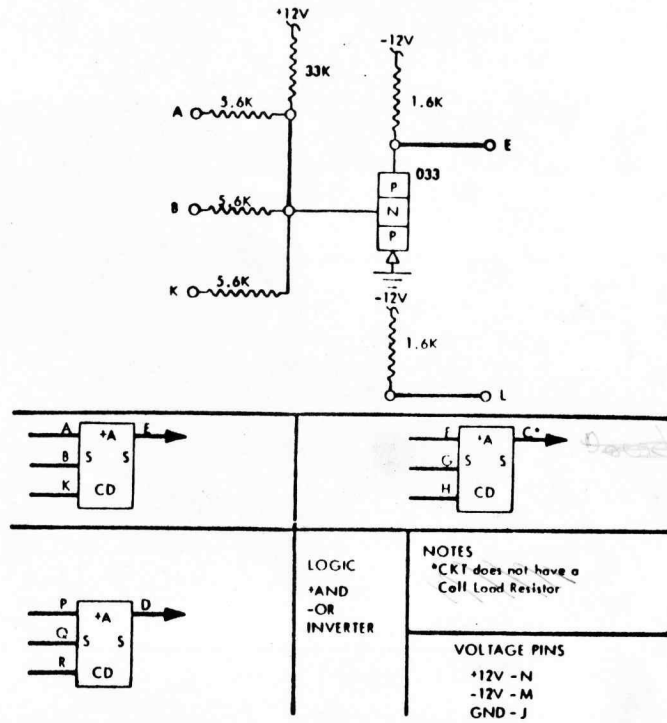 +12V
-12V
33K
1.6K
A
5.6K
E
033
P
B
5.6K
N
P
K
5.6K
-12V
1.6K
L
A +A E
B S S
K CD
F +A C*
G S S
H CD
P +A D
Q S S
R CD
LOGIC
+AND
-OR
INVERTER
NOTES
*CKT does not have a
Coll Load Resistor
VOLTAGE PINS
+12V - N
-12V - M
GND - J